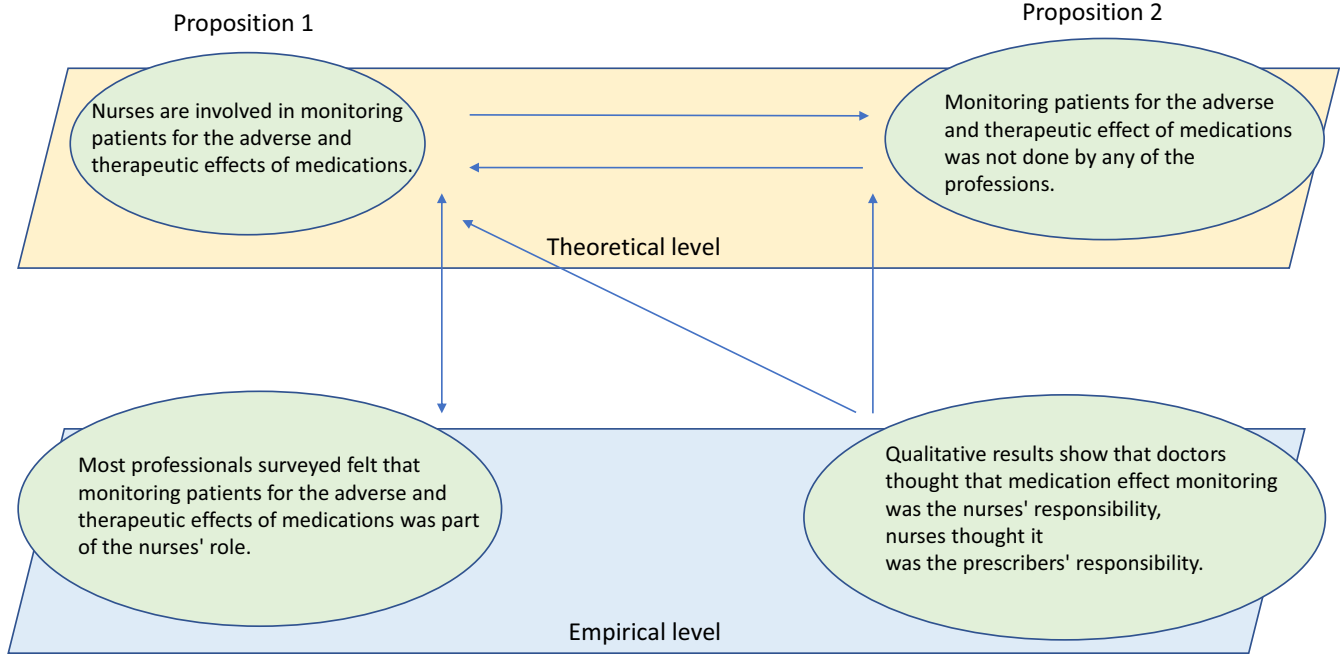 Proposition 1
Proposition 2
Nurses are involved in monitoring
patients for the adverse and
therapeutic effects of medications.
Monitoring patients for the adverse
and therapeutic effect of medications
was not done by any of the
professions.
Theoretical level
Most professionals surveyed felt that
monitoring patients for the adverse and
therapeutic effects of medications was part
of the nurses' role.
Qualitative results show that doctors
thought that medication effect monitoring
was the nurses' responsibility,
nurses thought it
was the prescribers' responsibility.
Empirical level